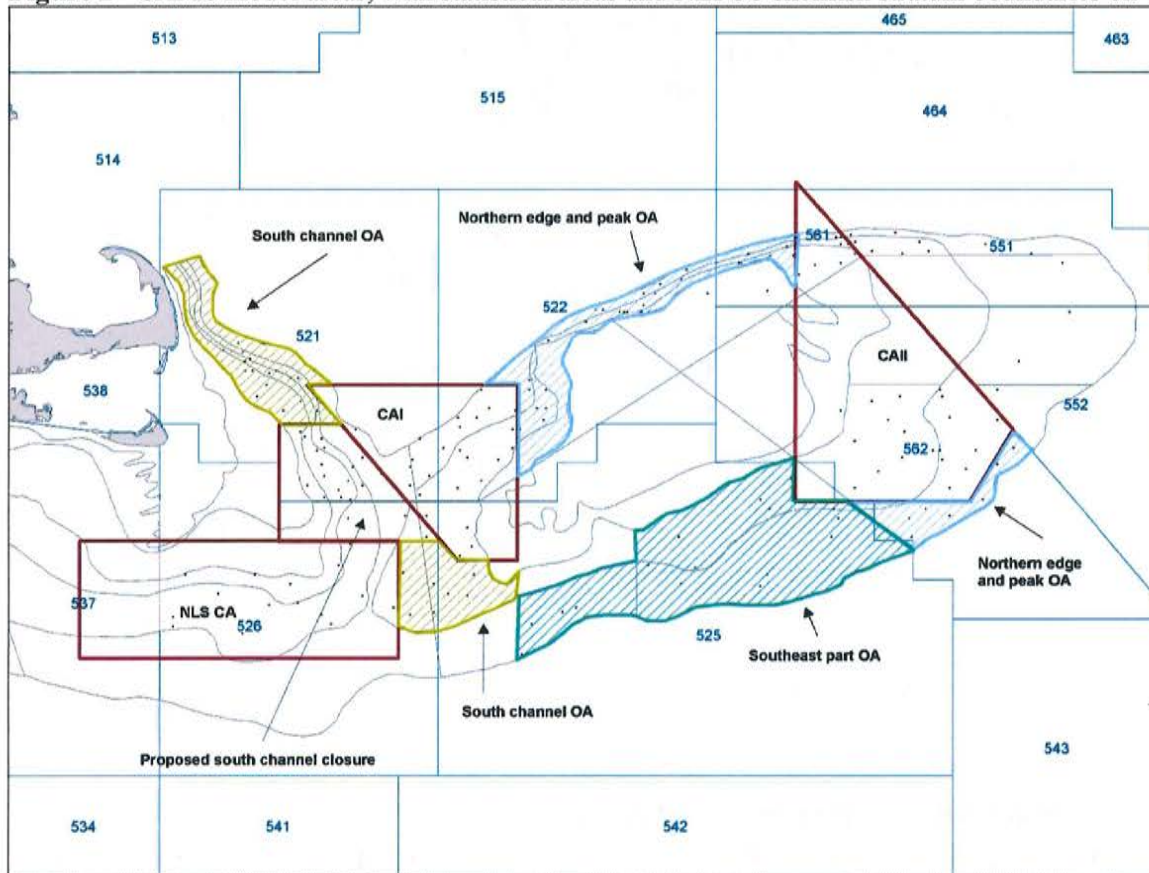 513
465
463
515
464
514
Northern edge and peak OA
South channel OA
561
551
522
521
CAII
538
CAI
552
562
Northern edge
and peak OA
537
NLS CA
526
525
Southeast part OA
South channel OA
Proposed south channel closure
543
534
541
542